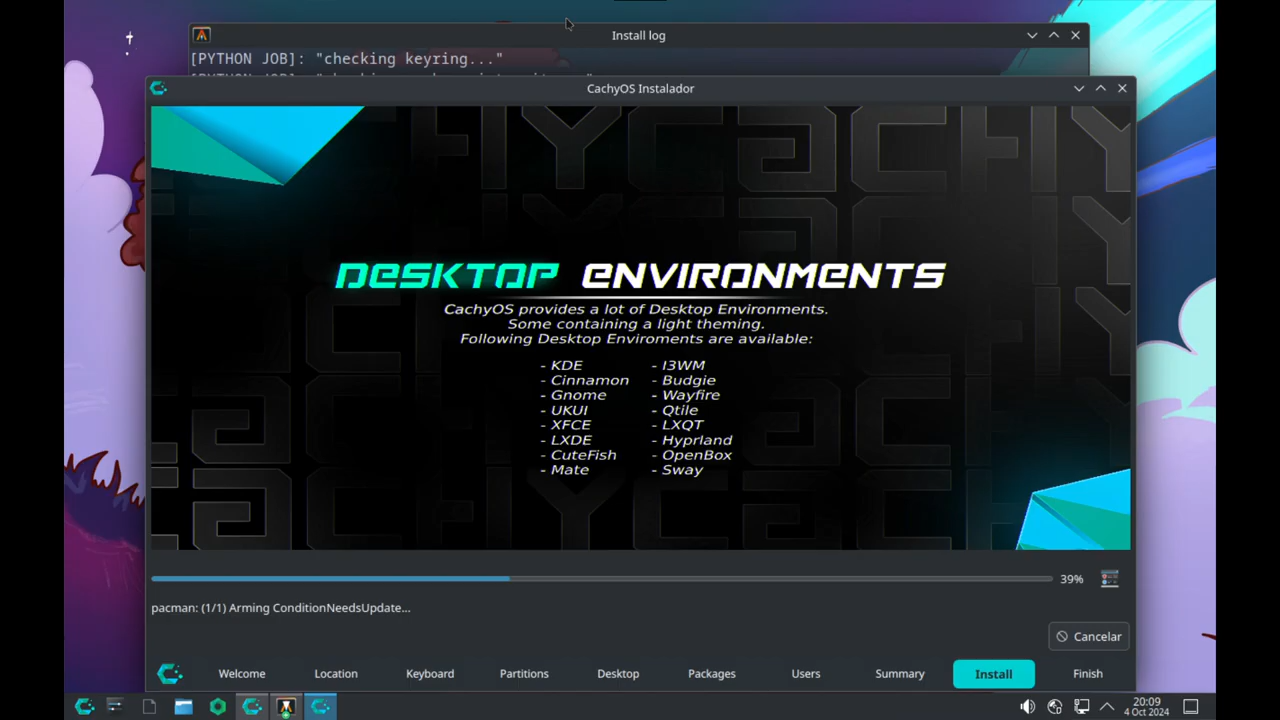 Install log
[PYTHON JOB]: "checking keyring..."
CachyOS Instalador
DESKTOP ENVIRONMENTS
CachyOS provides a lot of Desktop Environments.
Some containing a light theming.
Following Desktop Enviroments are available:
- KDE
- Cinnamon
- Gnome
- UKUI
- XFCE
- LXDE
- CuteFish
- Mate
- I3WM
- Budgie
- Wayfire
- Qtile
- LXQT
- Hyprland
- OpenBox
- Sway
39%
pacman: (1/1) Arming ConditionNeedsUpdate...
Cancelar
Welcome
Location
Keyboard
Partitions
Desktop
Packages
Users
Summary
Install
Finish
20:09
4 Oct 2024